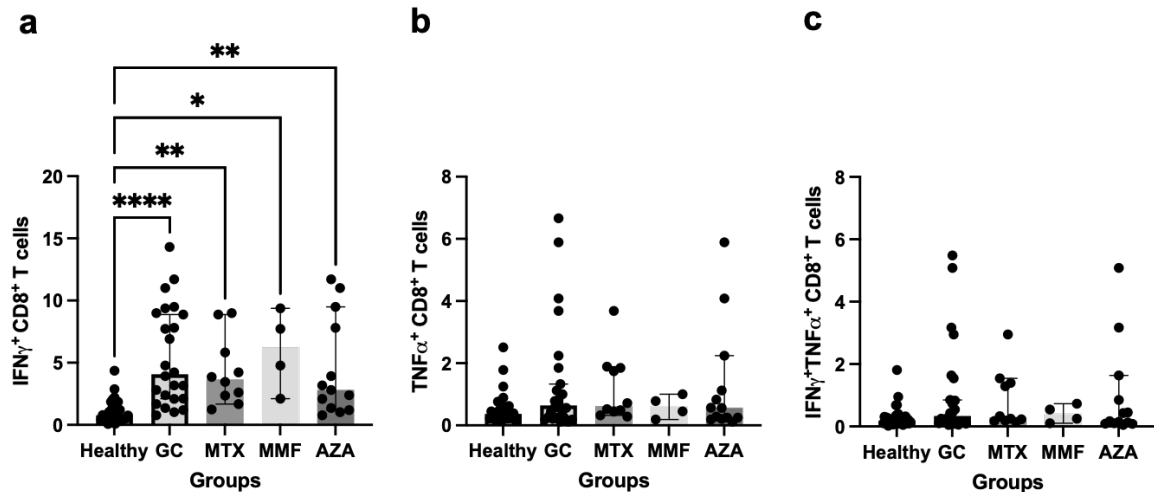 a
b
c
**
*
**
****
IFNγ+ CD8+ T cells
20
15
10
5
0
Healthy GC MTX MMF AZA
Groups
TNFα+ CD8+ T cells
8
6
4
2
0
Healthy GC MTX MMF AZA
Groups
IFNγ+TNFα+ CD8+ T cells
8
6
4
2
0
Healthy GC MTX MMF AZA
Groups